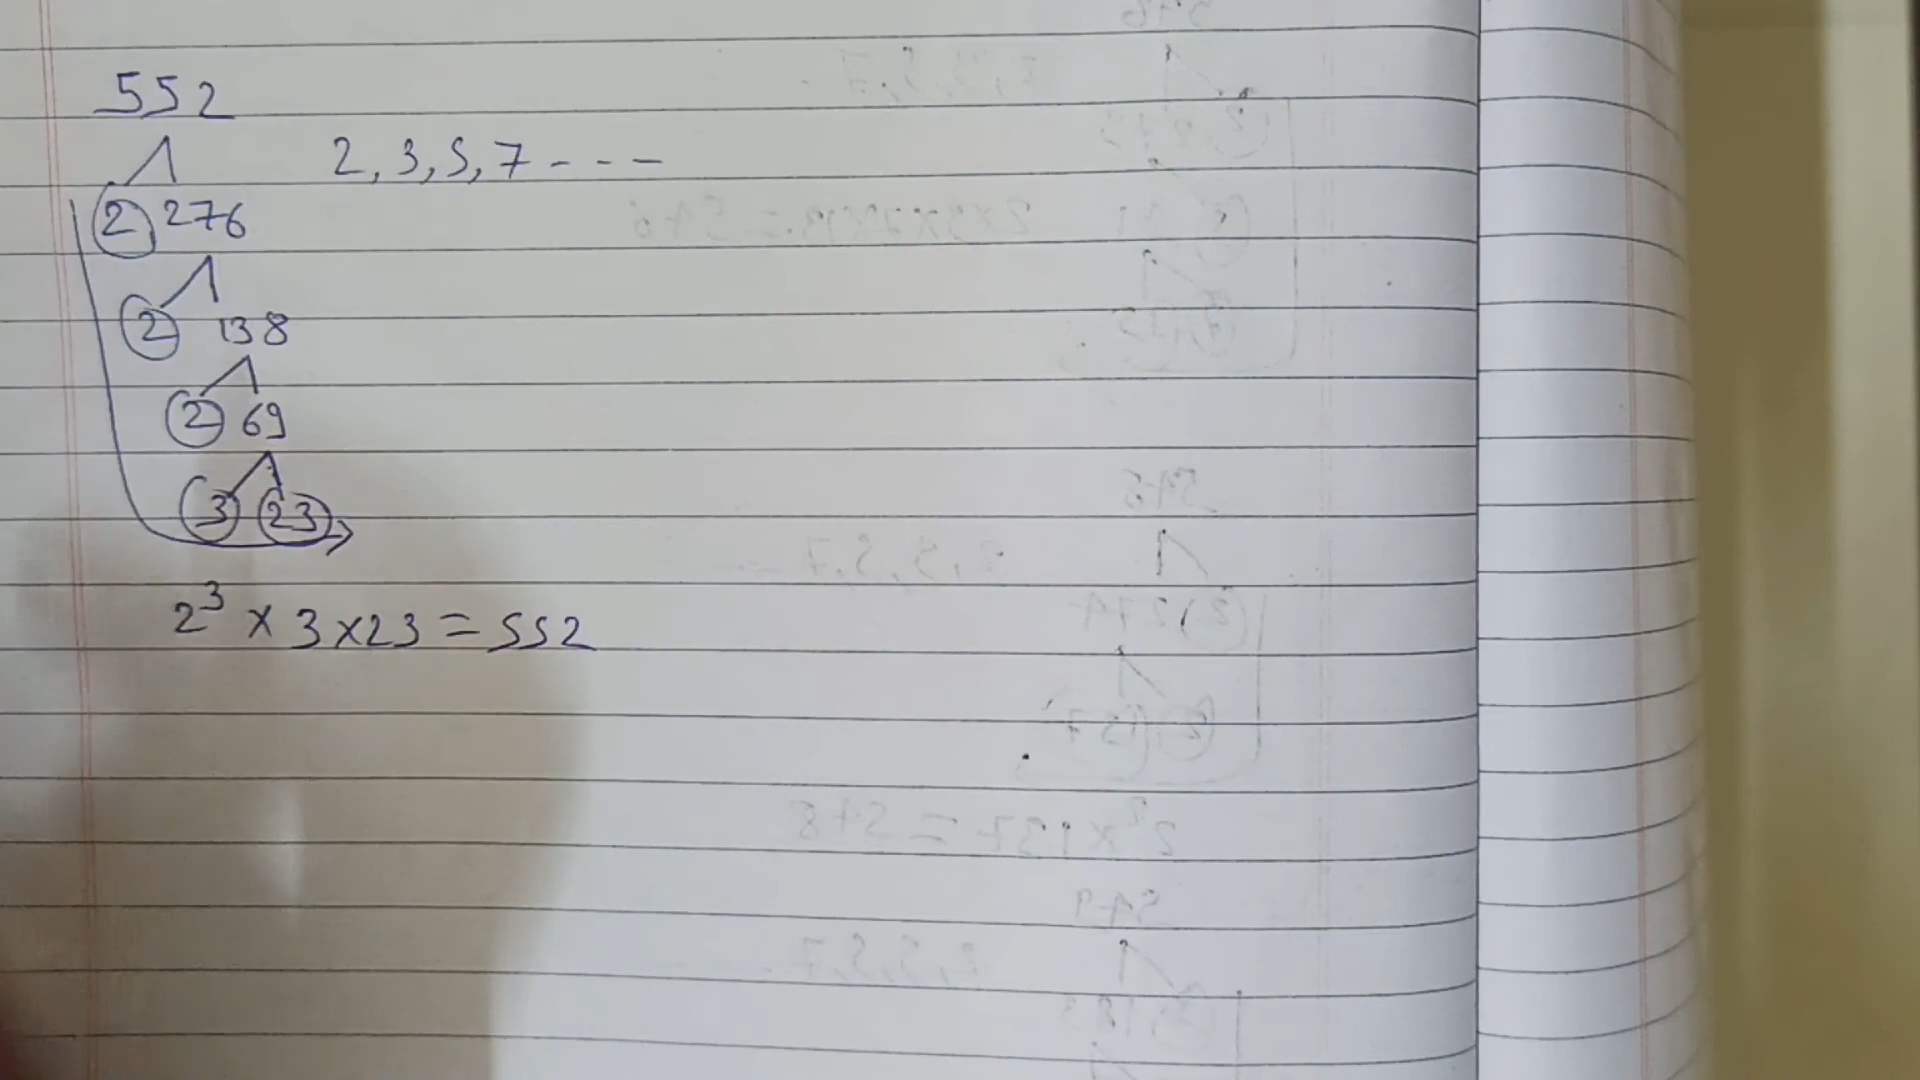 552
2, 3, 5, 7 - - -
2 276
2 138
2 69
3 23
2³ × 3 × 23 = 552